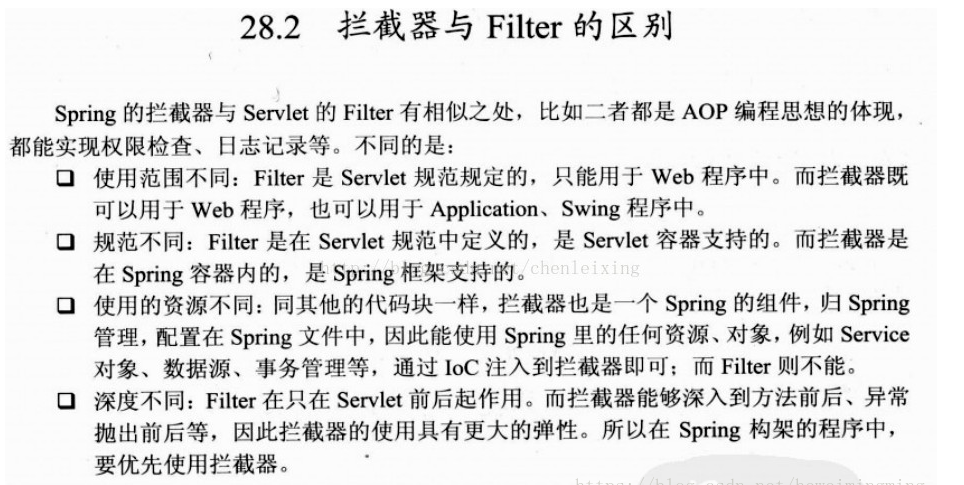 28.2 拦截器与 Filter 的区别
Spring 的拦截器与 Servlet 的 Filter 有相似之处，比如二者都是 AOP 编程思想的体现，
都能实现权限检查、日志记录等。不同的是：
❑ 使用范围不同：Filter 是 Servlet 规范规定的，只能用于 Web 程序中。而拦截器既
可以用于 Web 程序，也可以用于 Application、Swing 程序中。
❑ 规范不同：Filter 是在 Servlet 规范中定义的，是 Servlet 容器支持的。而拦截器是
在 Spring 容器内的，是 Spring 框架支持的。
❑ 使用的资源不同：同其他的代码块一样，拦截器也是一个 Spring 的组件，归 Spring
管理，配置在 Spring 文件中，因此能使用 Spring 里的任何资源、对象，例如 Service
对象、数据源、事务管理等，通过 IoC 注入到拦截器即可；而 Filter 则不能。
❑ 深度不同：Filter 在只在 Servlet 前后起作用。而拦截器能够深入到方法前后、异常
抛出前后等，因此拦截器的使用具有更大的弹性。所以在 Spring 构架的程序中，
要优先使用拦截器。